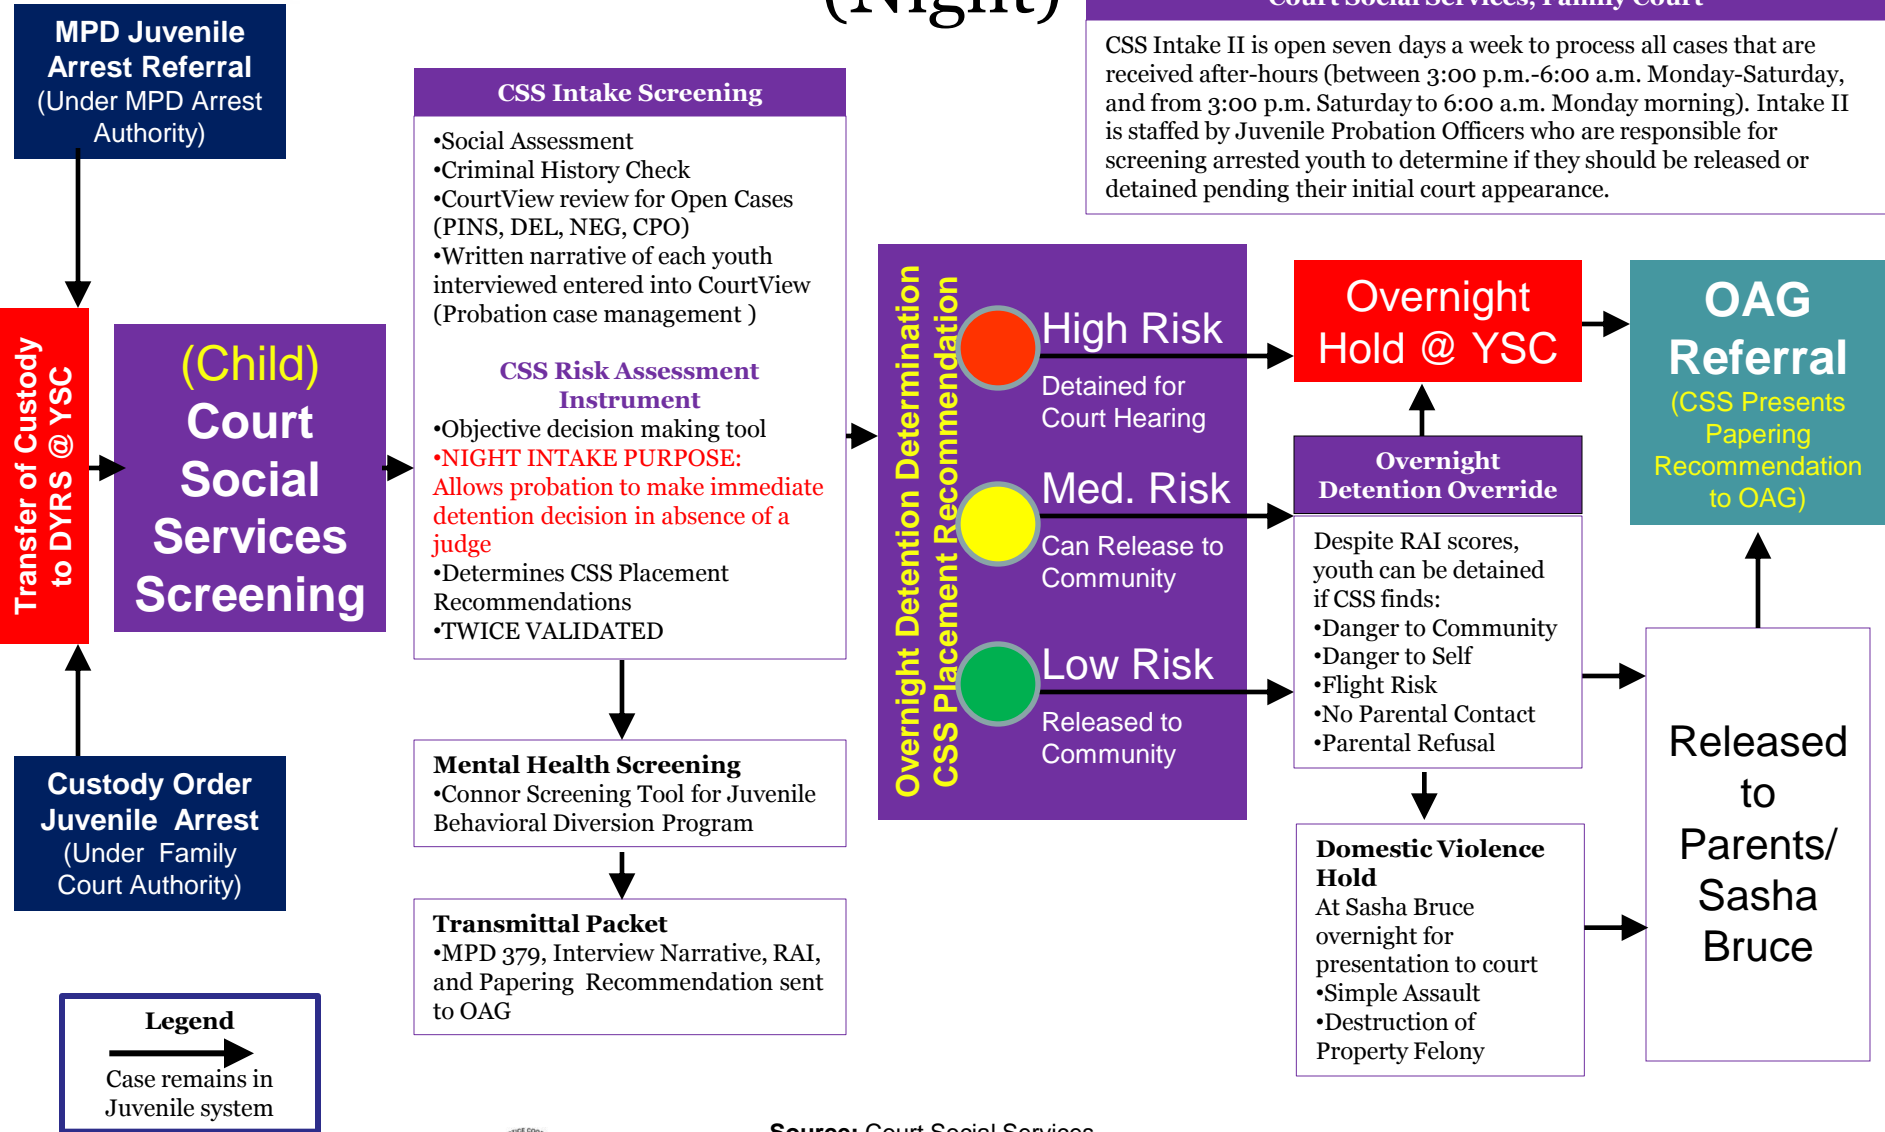 (Night)
Court Social Services, Family Court
CSS Intake II is open seven days a week to process all cases that are
received after-hours (between 3:00 p.m.-6:00 a.m. Monday-Saturday,
and from 3:00 p.m. Saturday to 6:00 a.m. Monday morning). Intake II
is staffed by Juvenile Probation Officers who are responsible for
screening arrested youth to determine if they should be released or
detained pending their initial court appearance.
MPD Juvenile
Arrest Referral
(Under MPD Arrest
Authority)
Transfer of Custody
to DYRS @ YSC
Custody Order
Juvenile Arrest
(Under Family
Court Authority)
(Child)
Court
Social
Services
Screening
CSS Intake Screening
•Social Assessment
•Criminal History Check
•CourtView review for Open Cases
(PINS, DEL, NEG, CPO)
•Written narrative of each youth
interviewed entered into CourtView
(Probation case management )
CSS Risk Assessment
Instrument
•Objective decision making tool
•NIGHT INTAKE PURPOSE:
Allows probation to make immediate
detention decision in absence of a
judge
•Determines CSS Placement
Recommendations
•TWICE VALIDATED
Mental Health Screening
•Connor Screening Tool for Juvenile
Behavioral Diversion Program
Transmittal Packet
•MPD 379, Interview Narrative, RAI,
and Papering Recommendation sent
to OAG
Overnight Detention Determination
CSS Placement Recommendation
High Risk
Detained for
Court Hearing
Med. Risk
Can Release to
Community
Low Risk
Released to
Community
Overnight
Hold @ YSC
Overnight
Detention Override
Despite RAI scores,
youth can be detained
if CSS finds:
•Danger to Community
•Danger to Self
•Flight Risk
•No Parental Contact
•Parental Refusal
Domestic Violence
Hold
At Sasha Bruce
overnight for
presentation to court
•Simple Assault
•Destruction of
Property Felony
OAG
Referral
(CSS Presents
Papering
Recommendation
to OAG)
Released
to
Parents/
Sasha
Bruce
Legend
Case remains in
Juvenile system
Source: Court Social Services